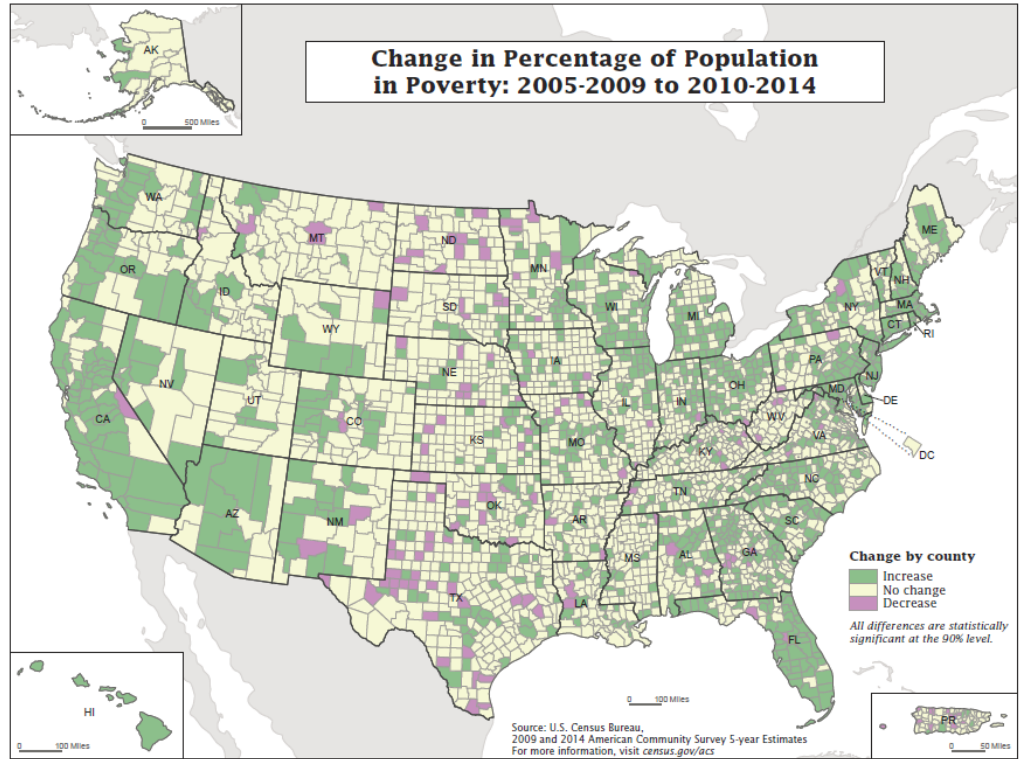 Change in Percentage of Population
in Poverty: 2005-2009 to 2010-2014
AK
0 500 Miles
WA
MT
ND
MN
ME
OR
ID
WY
SD
WI
MI
VT
NH
NY
MA
CT
RI
NV
UT
CO
NE
IA
IL
IN
OH
PA
NJ
MD
DE
DC
CA
KS
MO
KY
WV
VA
AZ
NM
OK
AR
TN
NC
SC
TX
LA
MS
AL
GA
FL
Change by county
Increase
No change
Decrease
All differences are statistically
significant at the 90% level.
HI
0 100 Miles
0 100 Miles
Source: U.S. Census Bureau,
2009 and 2014 American Community Survey 5-year Estimates
For more information, visit census.gov/acs
PR
0 50 Miles